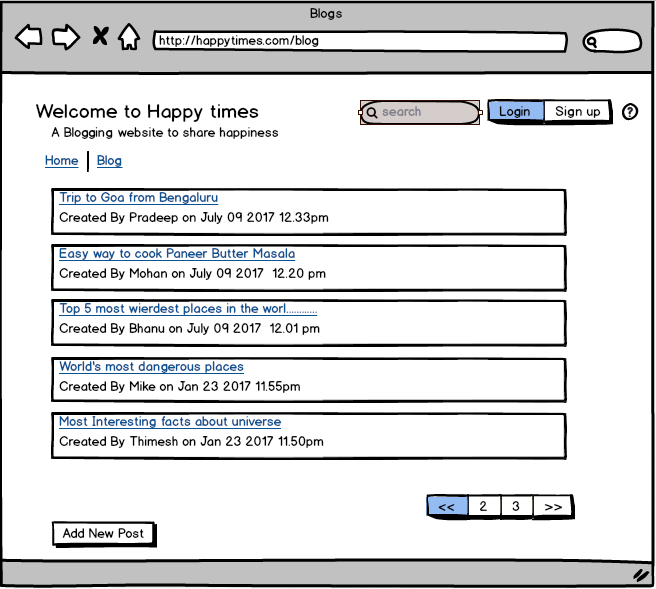 Blogs
http://happytimes.com/blog
Welcome to Happy times
search
Login
Sign up
?
A Blogging website to share happiness
Home
Blog
Trip to Goa from Bengaluru
Created By Pradeep on July 09 2017 12.33pm
Easy way to cook Paneer Butter Masala
Created By Mohan on July 09 2017 12.20 pm
Top 5 most wierdest places in the worl............
Created By Bhanu on July 09 2017 12.01 pm
World's most dangerous places
Created By Mike on Jan 23 2017 11.55pm
Most Interesting facts about universe
Created By Thimesh on Jan 23 2017 11.50pm
<< 2 3 >>
Add New Post